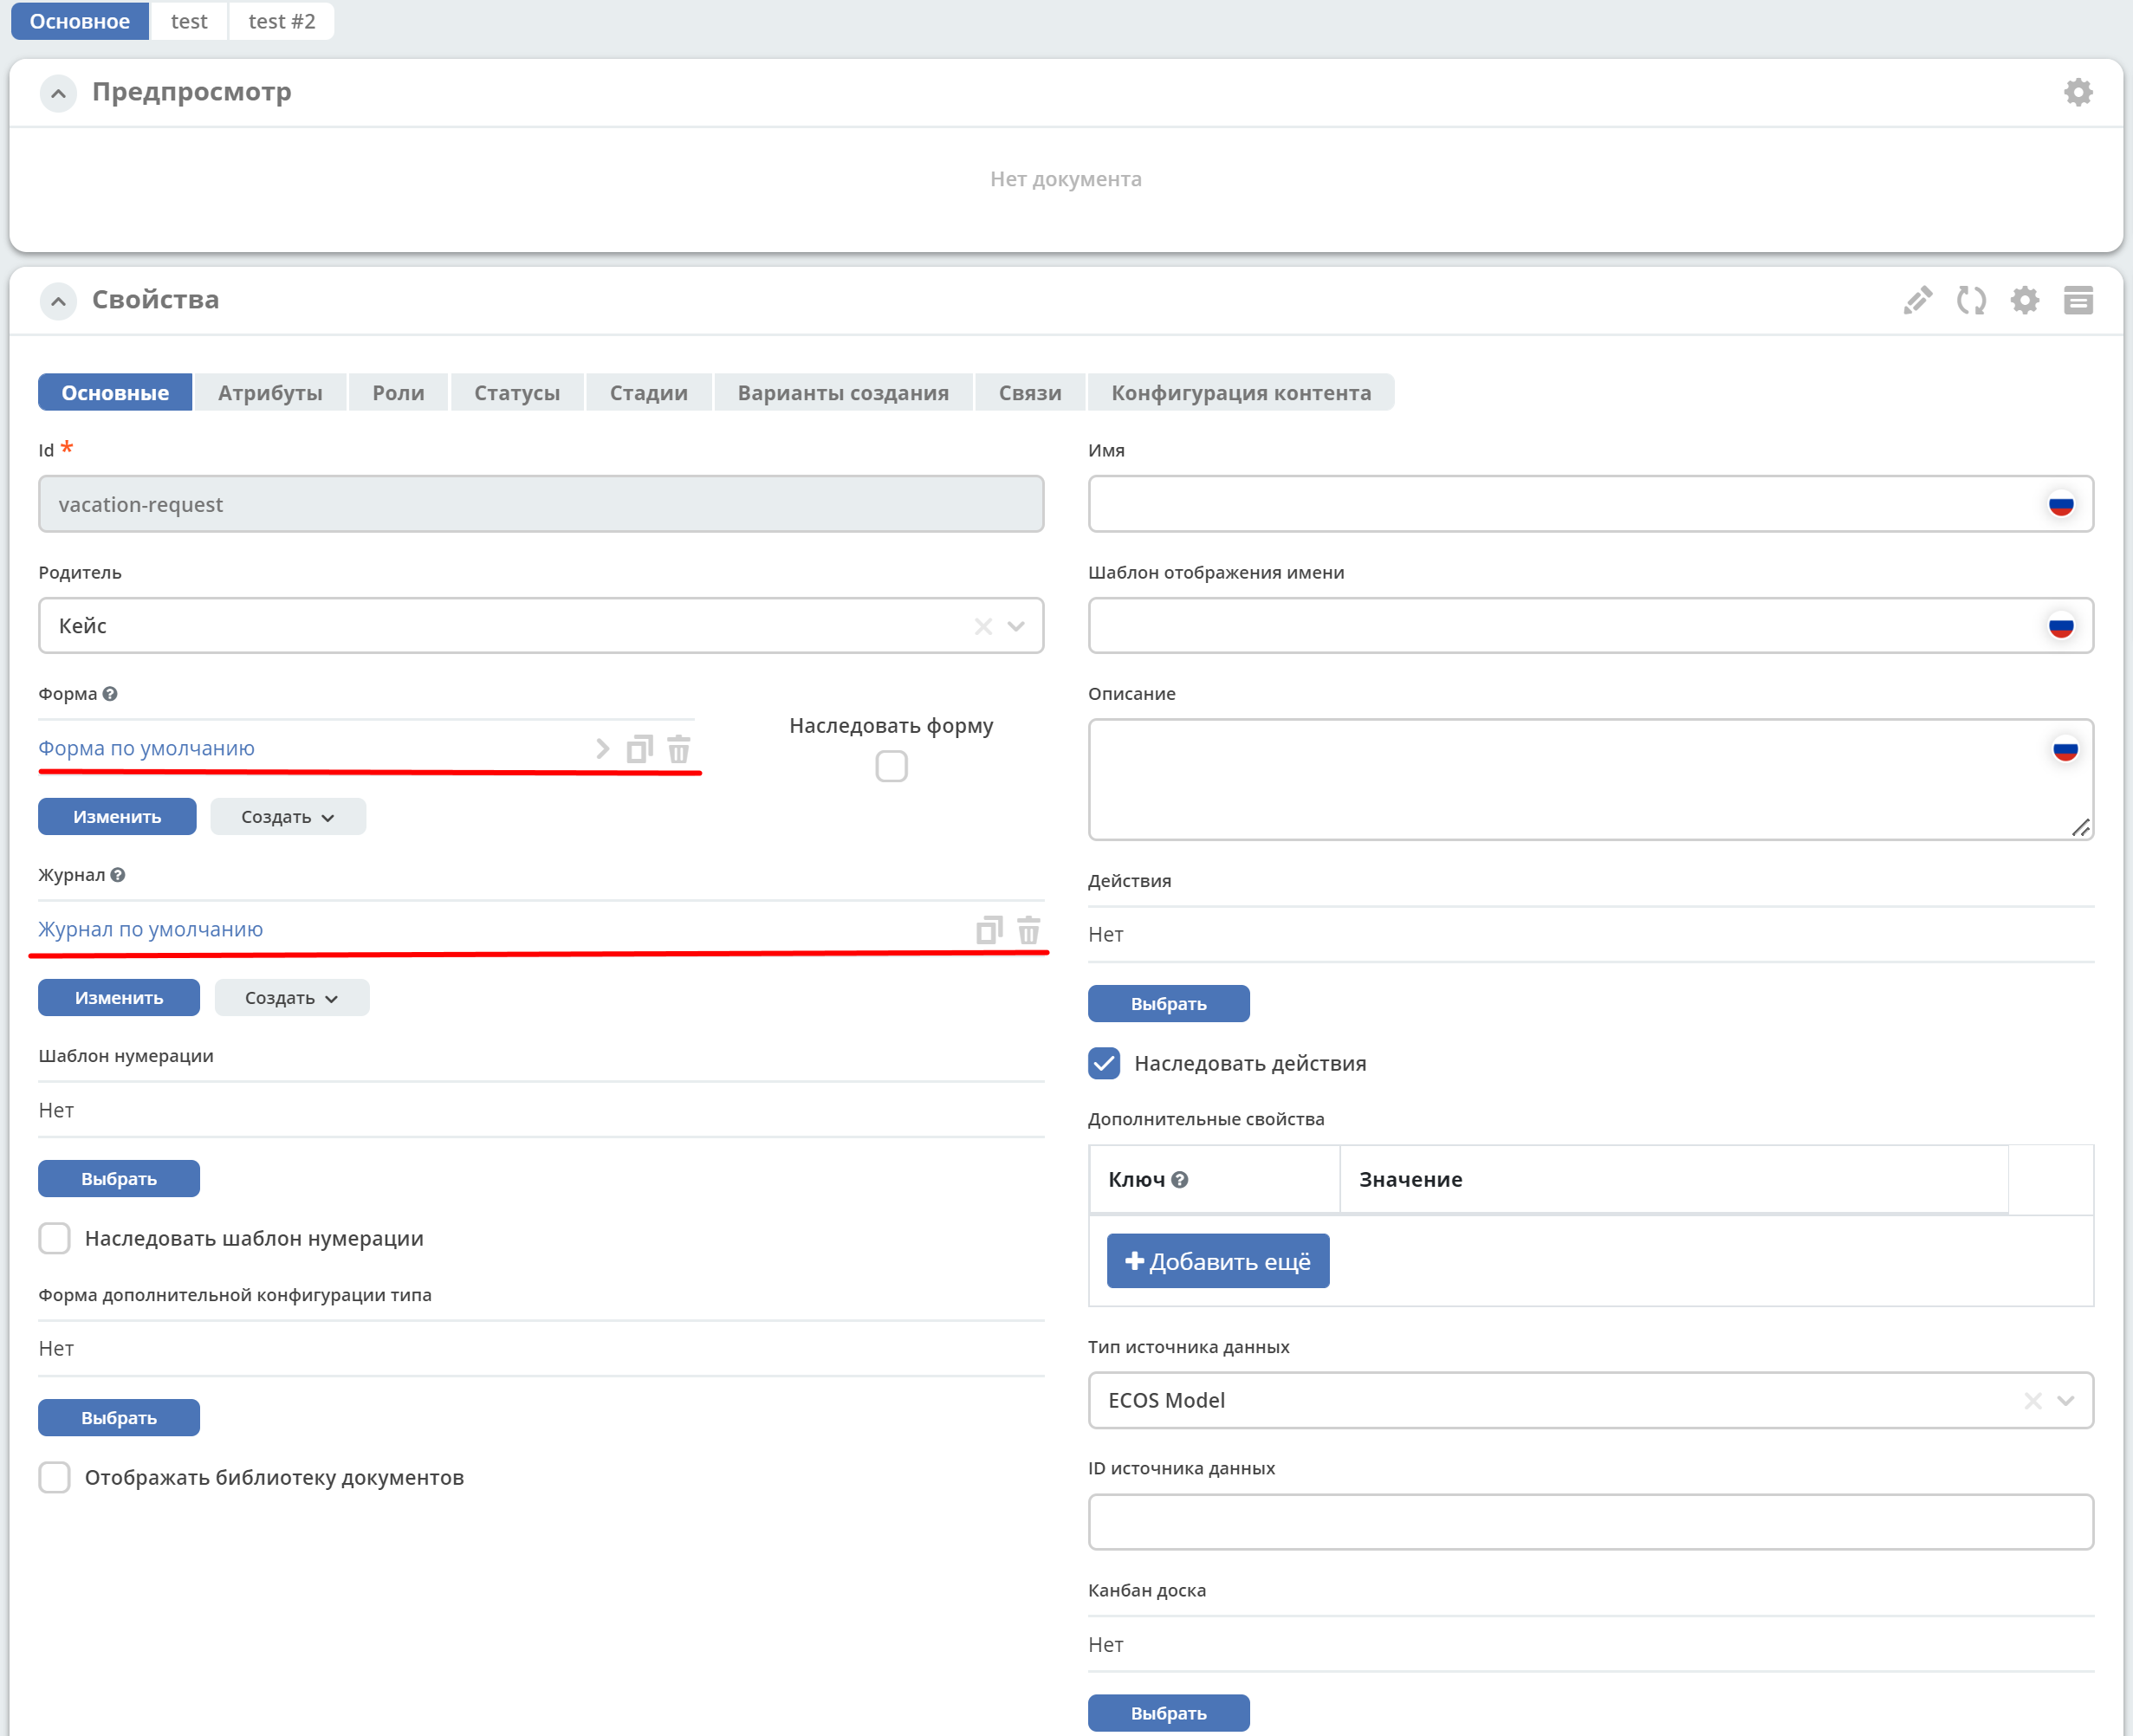 Основное test test #2
Предпросмотр
Нет документа
Свойства
Основные Атрибуты Роли Статусы Стадии Варианты создания Связи Конфигурация контента
Id *
vacation-request
Имя
Родитель
Кейс
Шаблон отображения имени
Форма
Форма по умолчанию
Наследовать форму
Изменить Создать
Описание
Журнал
Журнал по умолчанию
Изменить Создать
Действия
Нет
Выбрать
Шаблон нумерации
Нет
Выбрать
Наследовать действия
Наследовать шаблон нумерации
Дополнительные свойства
Ключ Значение
Добавить ещё
Форма дополнительной конфигурации типа
Нет
Выбрать
Отображать библиотеку документов
Тип источника данных
ECOS Model
ID источника данных
Канбан доска
Нет
Выбрать